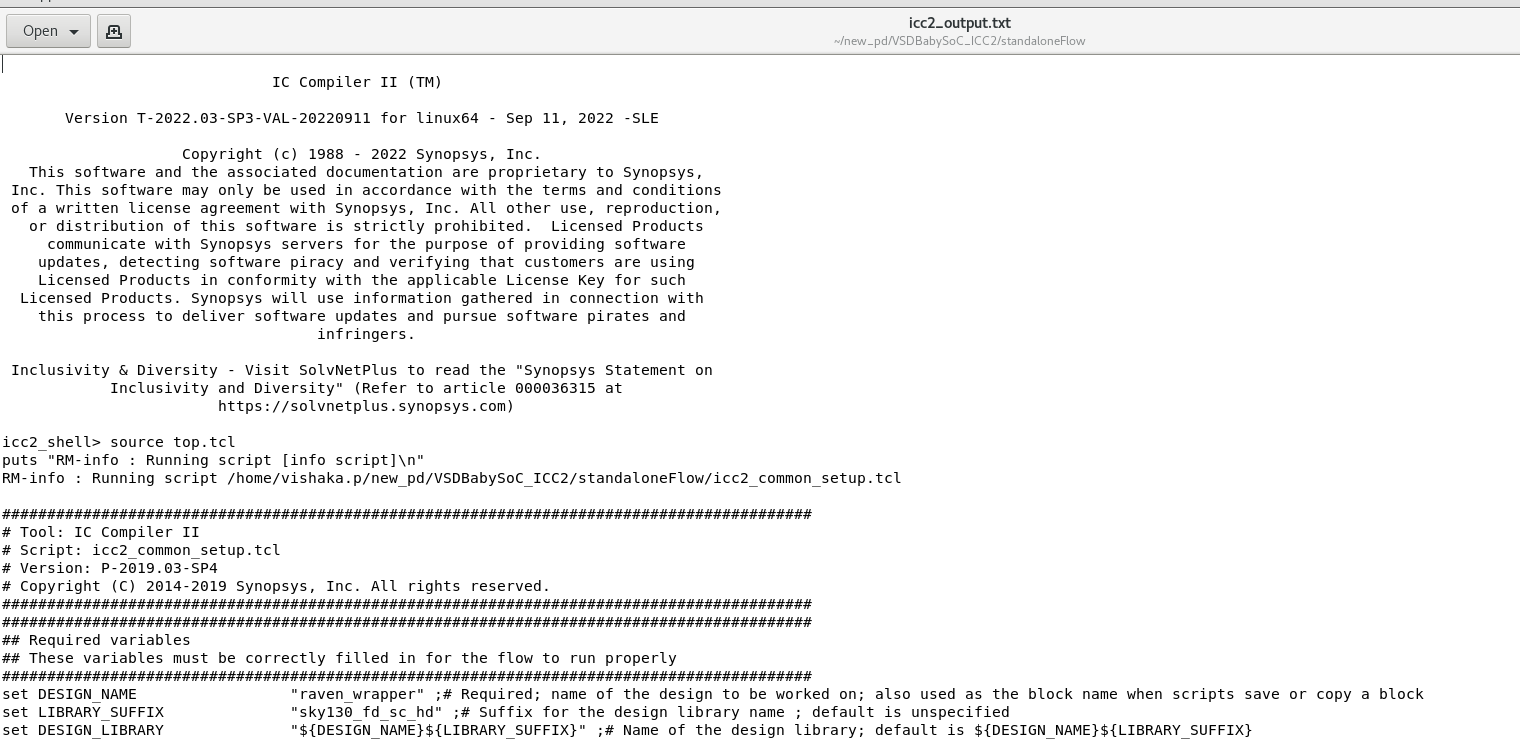 Open
icc2_output.txt
~/new_pd/VSDBabySoC_ICC2/standaloneFlow
IC Compiler II (TM)
Version T-2022.03-SP3-VAL-20220911 for linux64 - Sep 11, 2022 -SLE
Copyright (c) 1988 - 2022 Synopsys, Inc.
This software and the associated documentation are proprietary to Synopsys,
Inc. This software may only be used in accordance with the terms and conditions
of a written license agreement with Synopsys, Inc. All other use, reproduction,
or distribution of this software is strictly prohibited.  Licensed Products
communicate with Synopsys servers for the purpose of providing software
updates, detecting software piracy and verifying that customers are using
Licensed Products in conformity with the applicable License Key for such
Licensed Products. Synopsys will use information gathered in connection with
this process to deliver software updates and pursue software pirates and
infringers.
Inclusivity & Diversity - Visit SolvNetPlus to read the "Synopsys Statement on
Inclusivity and Diversity" (Refer to article 000036315 at
https://solvnetplus.synopsys.com)
icc2_shell> source top.tcl
puts "RM-info : Running script [info script]\n"
RM-info : Running script /home/vishaka.p/new_pd/VSDBabySoC_ICC2/standaloneFlow/icc2_common_setup.tcl
##########################################################################################
# Tool: IC Compiler II
# Script: icc2_common_setup.tcl
# Version: P-2019.03-SP4
# Copyright (C) 2014-2019 Synopsys, Inc. All rights reserved.
##########################################################################################
##########################################################################################
## Required variables
## These variables must be correctly filled in for the flow to run properly
##########################################################################################
set DESIGN_NAME                 "raven_wrapper" ;# Required; name of the design to be worked on; also used as the block name when scripts save or copy a block
set LIBRARY_SUFFIX              "sky130_fd_sc_hd" ;# Suffix for the design library name ; default is unspecified
set DESIGN_LIBRARY              "${DESIGN_NAME}${LIBRARY_SUFFIX}" ;# Name of the design library; default is ${DESIGN_NAME}${LIBRARY_SUFFIX}